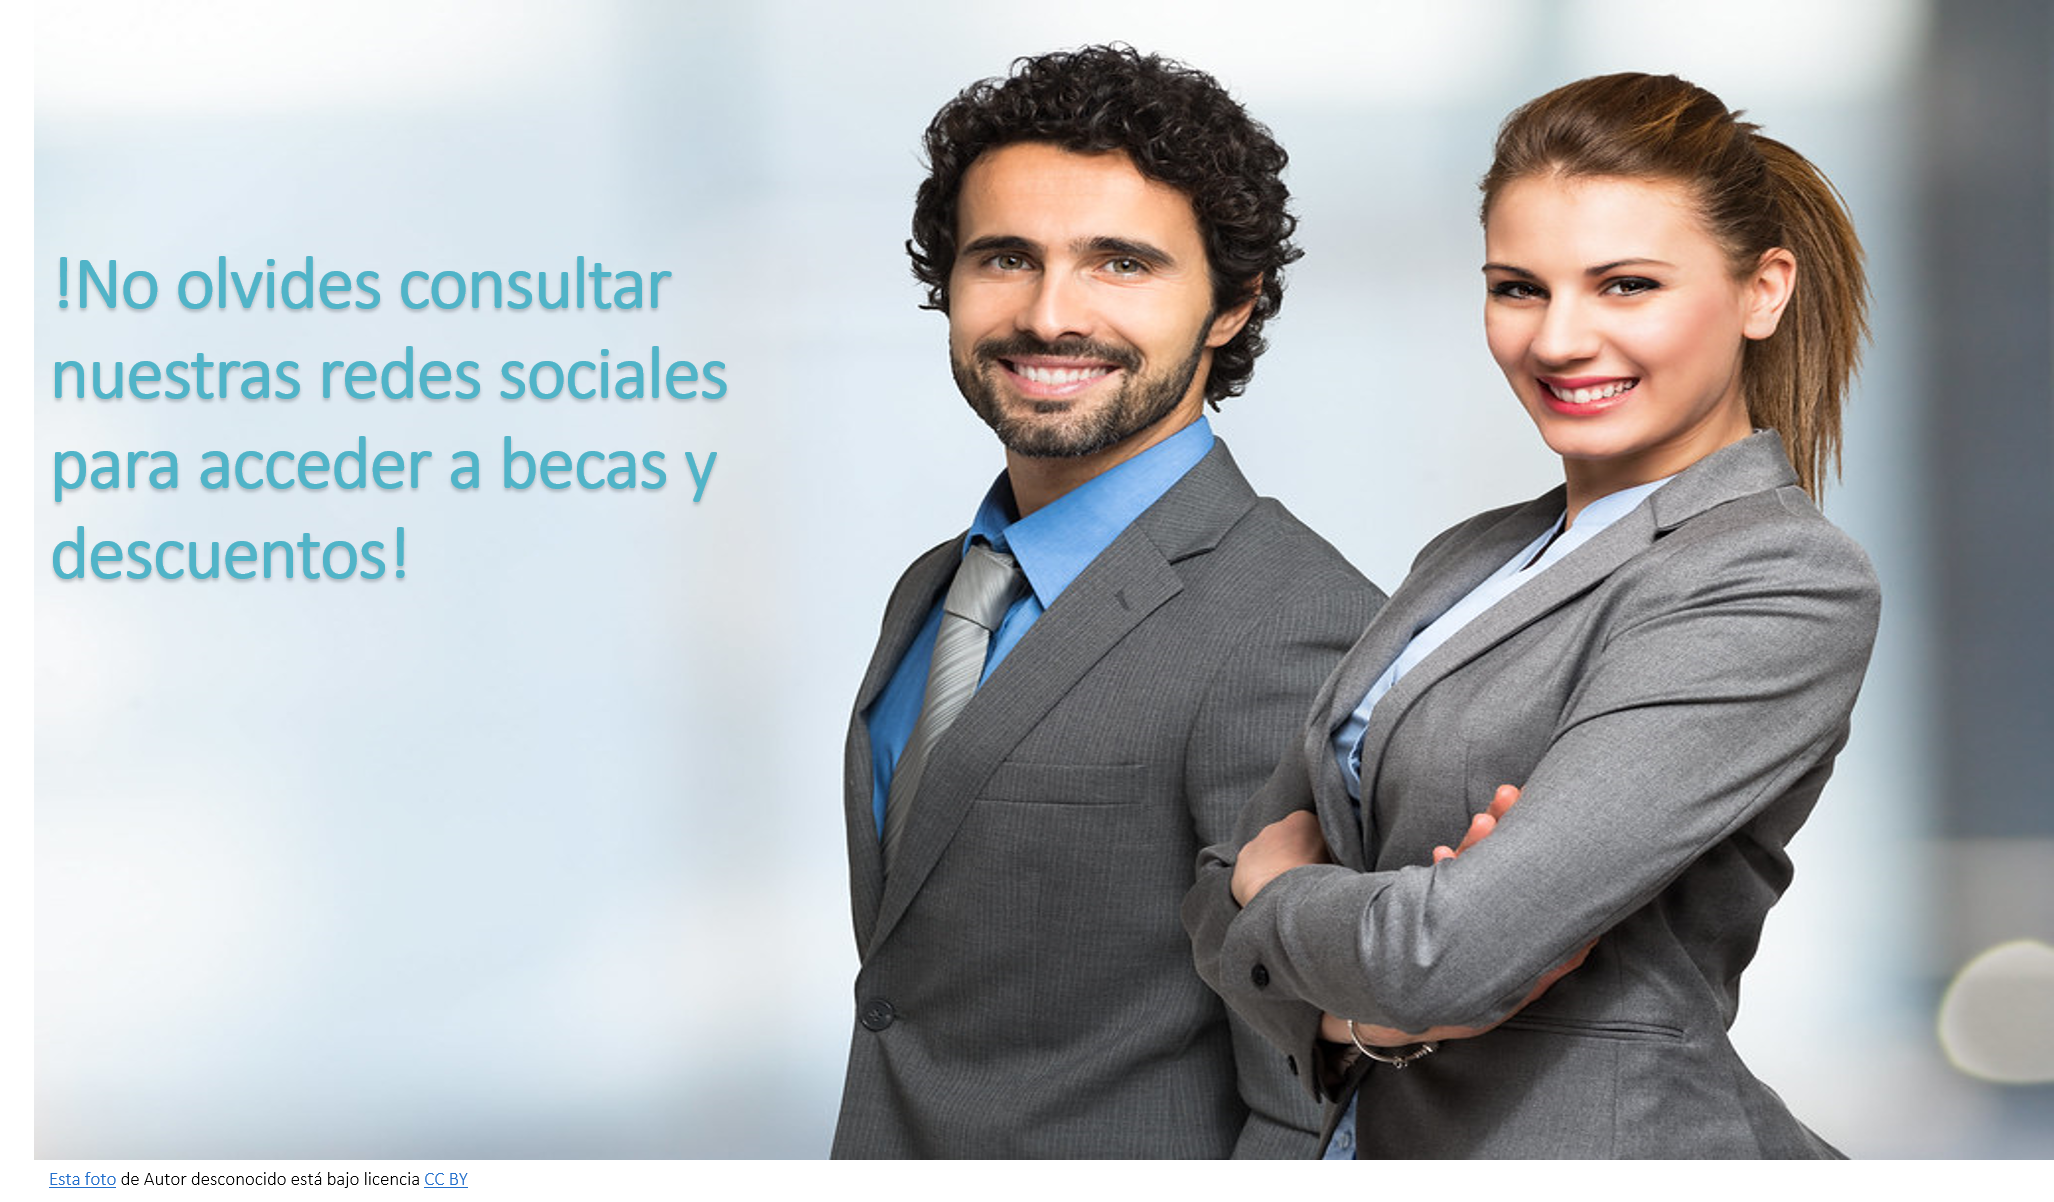 !No olvides consultar
nuestras redes sociales
para acceder a becas y
descuentos!
Esta foto de Autor desconocido está bajo licencia CC BY